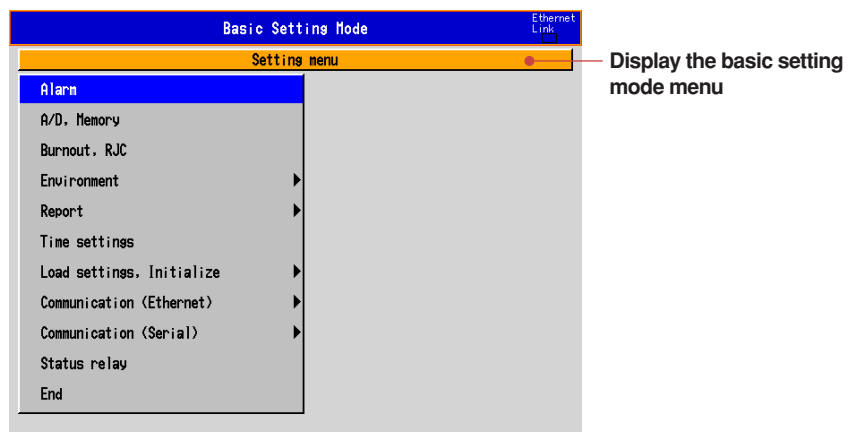 Basic Setting Mode
Ethernet
Link
Setting menu
Display the basic setting
mode menu
Alarm
A/D, Memory
Burnout, RJC
Environment
Report
Time settings
Load settings, Initialize
Communication (Ethernet)
Communication (Serial)
Status relay
End